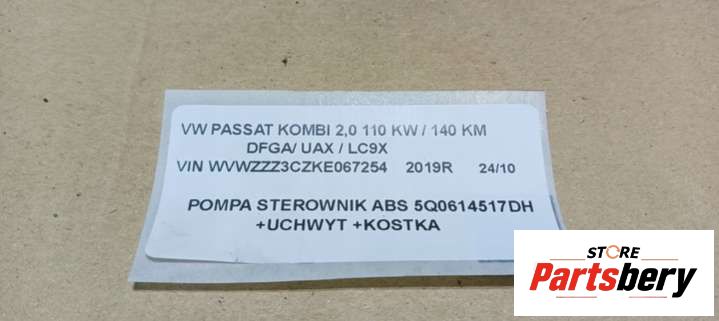 VW PASSAT KOMBI 2,0 110 KW / 140 KM
DFGA/ UAX / LC9X
VIN WVWZZZ3CZKE067254 2019R 24/10
POMPA STEROWNIK ABS 5Q0614517DH
+UCHWYT +KOSTKA
STORE
Partsbery